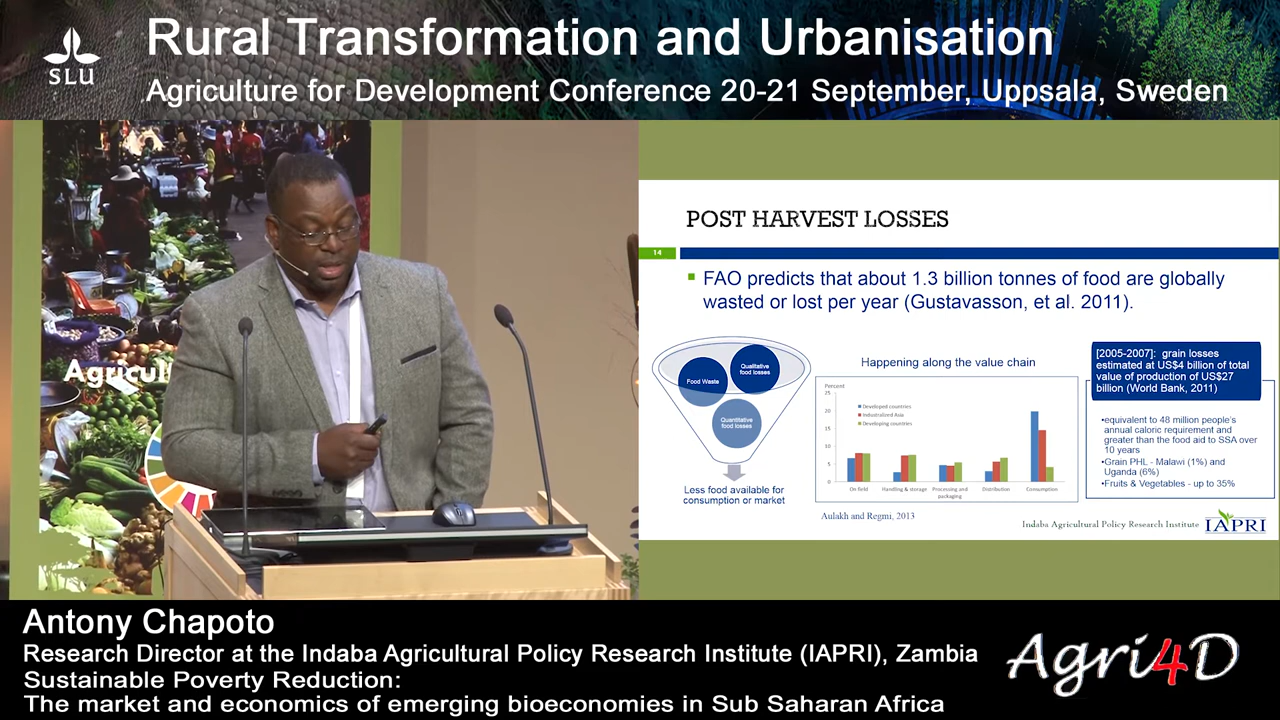 Rural Transformation and Urbanisation
SLU
Agriculture for Development Conference 20-21 September, Uppsala, Sweden
Agricul
POST HARVEST LOSSES
14
FAO predicts that about 1.3 billion tonnes of food are globally
wasted or lost per year (Gustavasson, et al. 2011).
Food Waste
Qualitative
food losses
Quantitative
food losses
Less food available for
consumption or market
Happening along the value chain
Percent
25
20
15
10
5
0
Developed countries
Industrialized Asia
Developing countries
On field
Handling & storage
Processing and
packaging
Distribution
Consumption
Aulakh and Regmi, 2013
[2005-2007]: grain losses
estimated at US$4 billion of total
value of production of US$27
billion (World Bank, 2011)
•equivalent to 48 million people's
annual caloric requirement and
greater than the food aid to SSA over
10 years
•Grain PHL - Malawi (1%) and
Uganda (6%)
•Fruits & Vegetables - up to 35%
Indaba Agricultural Policy Research Institute
IAPRI
Antony Chapoto
Research Director at the Indaba Agricultural Policy Research Institute (IAPRI), Zambia
Sustainable Poverty Reduction:
The market and economics of emerging bioeconomies in Sub Saharan Africa
Agri4D